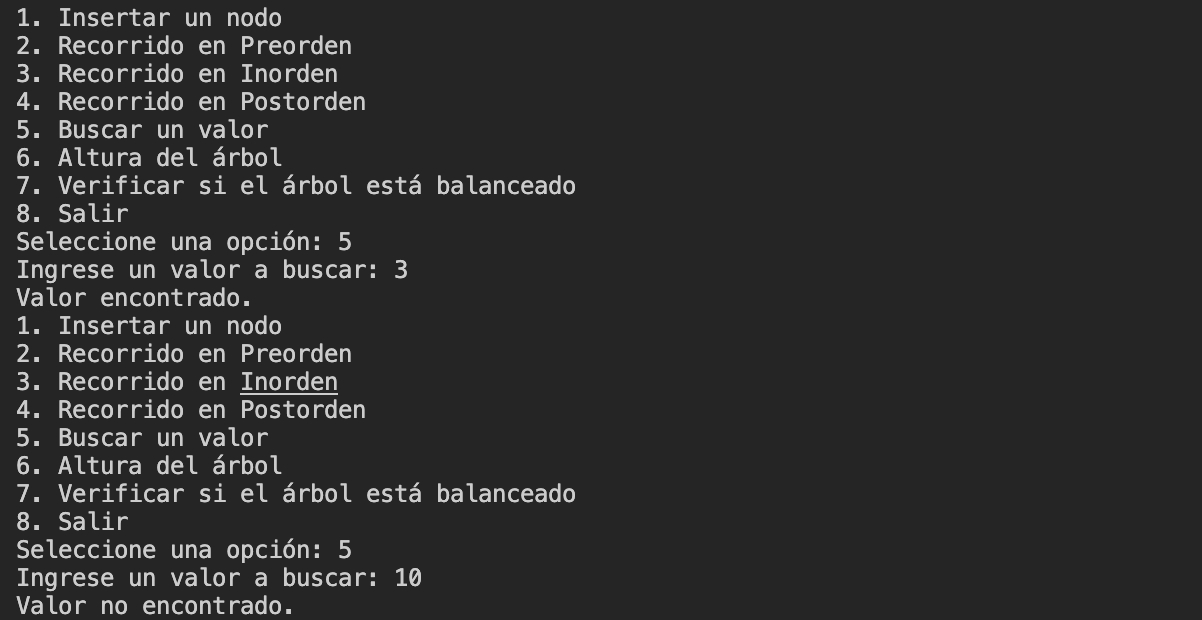 1. Insertar un nodo
2. Recorrido en Preorden
3. Recorrido en Inorden
4. Recorrido en Postorden
5. Buscar un valor
6. Altura del árbol
7. Verificar si el árbol está balanceado
8. Salir
Seleccione una opción: 5
Ingrese un valor a buscar: 3
Valor encontrado.
1. Insertar un nodo
2. Recorrido en Preorden
3. Recorrido en Inorden
4. Recorrido en Postorden
5. Buscar un valor
6. Altura del árbol
7. Verificar si el árbol está balanceado
8. Salir
Seleccione una opción: 5
Ingrese un valor a buscar: 10
Valor no encontrado.